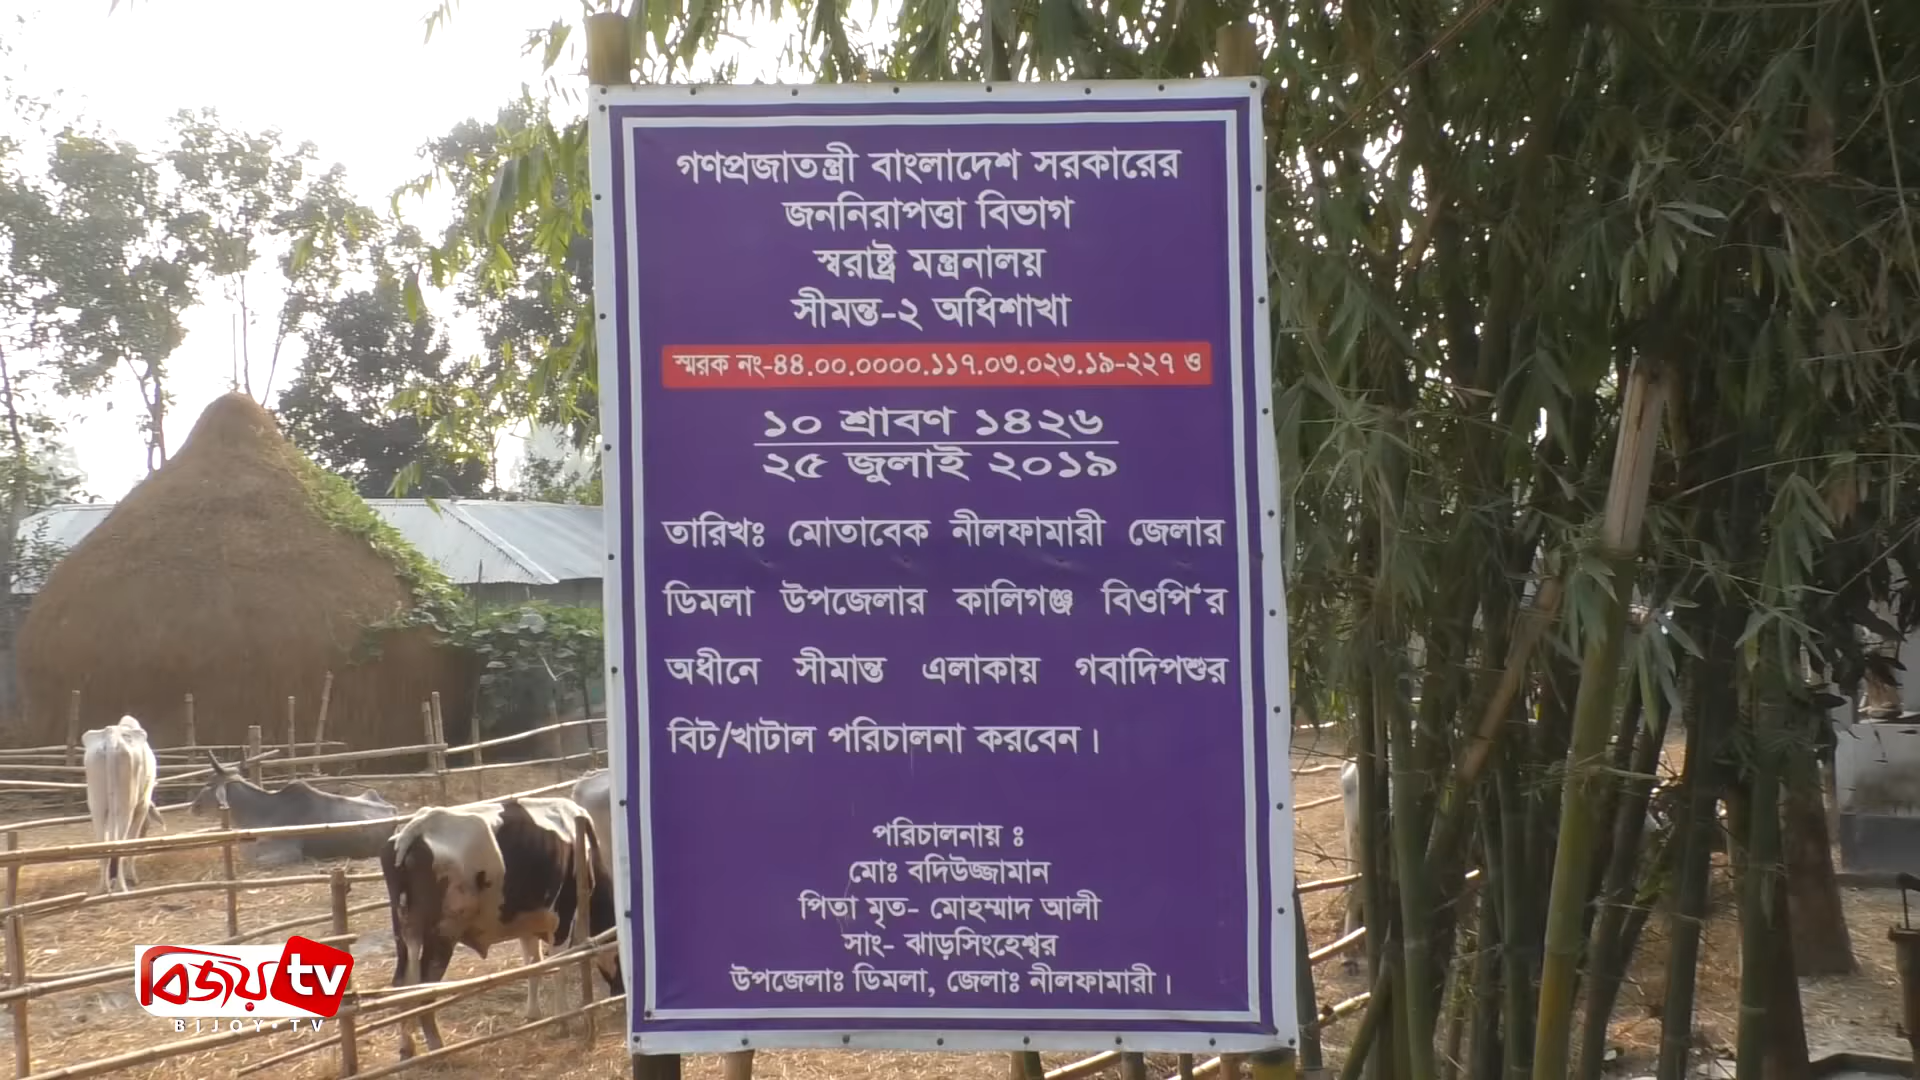 গণপ্রজাতন্ত্রী বাংলাদেশ সরকারের
জননিরাপত্তা বিভাগ
স্বরাষ্ট্র মন্ত্রনালয়
সীমন্ত-২ অধিশাখা
স্মরক নং-৪৪.০০.০০০০.১১৭.০৩.০২৩.১৯-২২৭ ও
১০ শ্রাবণ ১৪২৬
২৫ জুলাই ২০১৯
তারিখঃ মোতাবেক নীলফামারী জেলার
ডিমলা উপজেলার কালিগঞ্জ বিওপি‘র
অধীনে সীমান্ত এলাকায় গবাদিপশুর
বিট/খাটাল পরিচালনা করবেন।
পরিচালনায় ঃ
মোঃ বদিউজ্জামান
পিতা মৃত- মোহম্মাদ আলী
সাং- ঝাড়সিংহেশ্বর
উপজেলাঃ ডিমলা, জেলাঃ নীলফামারী।
বিজয় tv
BIJOY•TV